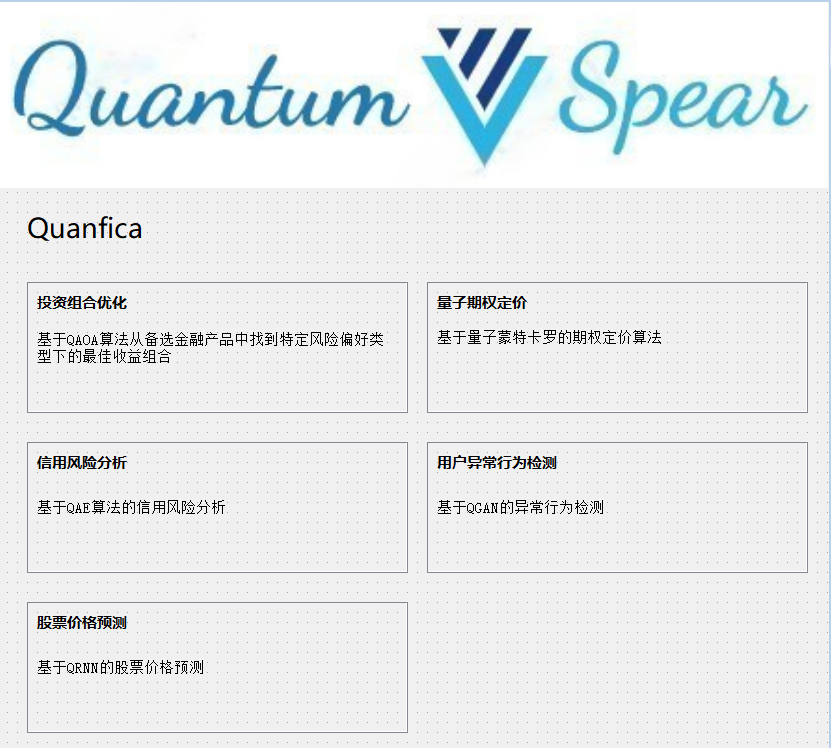 Quantum Spear
Quanfica
投资组合优化
基于QAOA算法从备选金融产品中找到特定风险偏好类
型下的最佳收益组合
量子期权定价
基于量子蒙特卡罗的期权定价算法
信用风险分析
基于QAE算法的信用风险分析
用户异常行为检测
基于QGAN的异常行为检测
股票价格预测
基于QRNN的股票价格预测